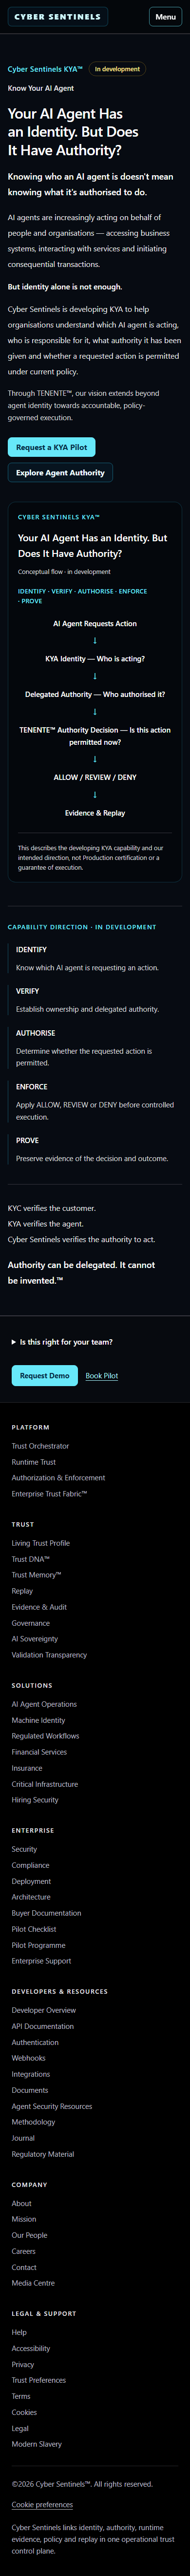 CYBER SENTINELS
Menu
Cyber Sentinels KYA™
In development
Know Your AI Agent
Your AI Agent Has
an Identity. But Does
It Have Authority?
Knowing who an AI agent is doesn't mean
knowing what it's authorised to do.
AI agents are increasingly acting on behalf of
people and organisations — accessing business
systems, interacting with services and initiating
consequential transactions.
But identity alone is not enough.
Cyber Sentinels is developing KYA to help
organisations understand which AI agent is acting,
who is responsible for it, what authority it has been
given and whether a requested action is permitted
under current policy.
Through TENENTE™, our vision extends beyond
agent identity towards accountable, policy-
governed execution.
Request a KYA Pilot
Explore Agent Authority
CYBER SENTINELS KYA™
Your AI Agent Has an Identity. But
Does It Have Authority?
Conceptual flow · in development
IDENTIFY · VERIFY · AUTHORISE · ENFORCE
· PROVE
AI Agent Requests Action
↓
KYA Identity — Who is acting?
↓
Delegated Authority — Who authorised it?
↓
TENENTE™ Authority Decision — Is this action
permitted now?
↓
ALLOW / REVIEW / DENY
↓
Evidence & Replay
This describes the developing KYA capability and our
intended direction, not Production certification or a
guarantee of execution.
CAPABILITY DIRECTION · IN DEVELOPMENT
IDENTIFY
Know which AI agent is requesting an action.
VERIFY
Establish ownership and delegated authority.
AUTHORISE
Determine whether the requested action is
permitted.
ENFORCE
Apply ALLOW, REVIEW or DENY before controlled
execution.
PROVE
Preserve evidence of the decision and outcome.
KYC verifies the customer.
KYA verifies the agent.
Cyber Sentinels verifies the authority to act.
Authority can be delegated. It cannot
be invented.™
▶ Is this right for your team?
Request Demo
Book Pilot
PLATFORM
Trust Orchestrator
Runtime Trust
Authorization & Enforcement
Enterprise Trust Fabric™
TRUST
Living Trust Profile
Trust DNA™
Trust Memory™
Replay
Evidence & Audit
Governance
AI Sovereignty
Validation Transparency
SOLUTIONS
AI Agent Operations
Machine Identity
Regulated Workflows
Financial Services
Insurance
Critical Infrastructure
Hiring Security
ENTERPRISE
Security
Compliance
Deployment
Architecture
Buyer Documentation
Pilot Checklist
Pilot Programme
Enterprise Support
DEVELOPERS & RESOURCES
Developer Overview
API Documentation
Authentication
Webhooks
Integrations
Documents
Agent Security Resources
Methodology
Journal
Regulatory Material
COMPANY
About
Mission
Our People
Careers
Contact
Media Centre
LEGAL & SUPPORT
Help
Accessibility
Privacy
Trust Preferences
Terms
Cookies
Legal
Modern Slavery
©2026 Cyber Sentinels™. All rights reserved.
Cookie preferences
Cyber Sentinels links identity, authority, runtime
evidence, policy and replay in one operational trust
control plane.